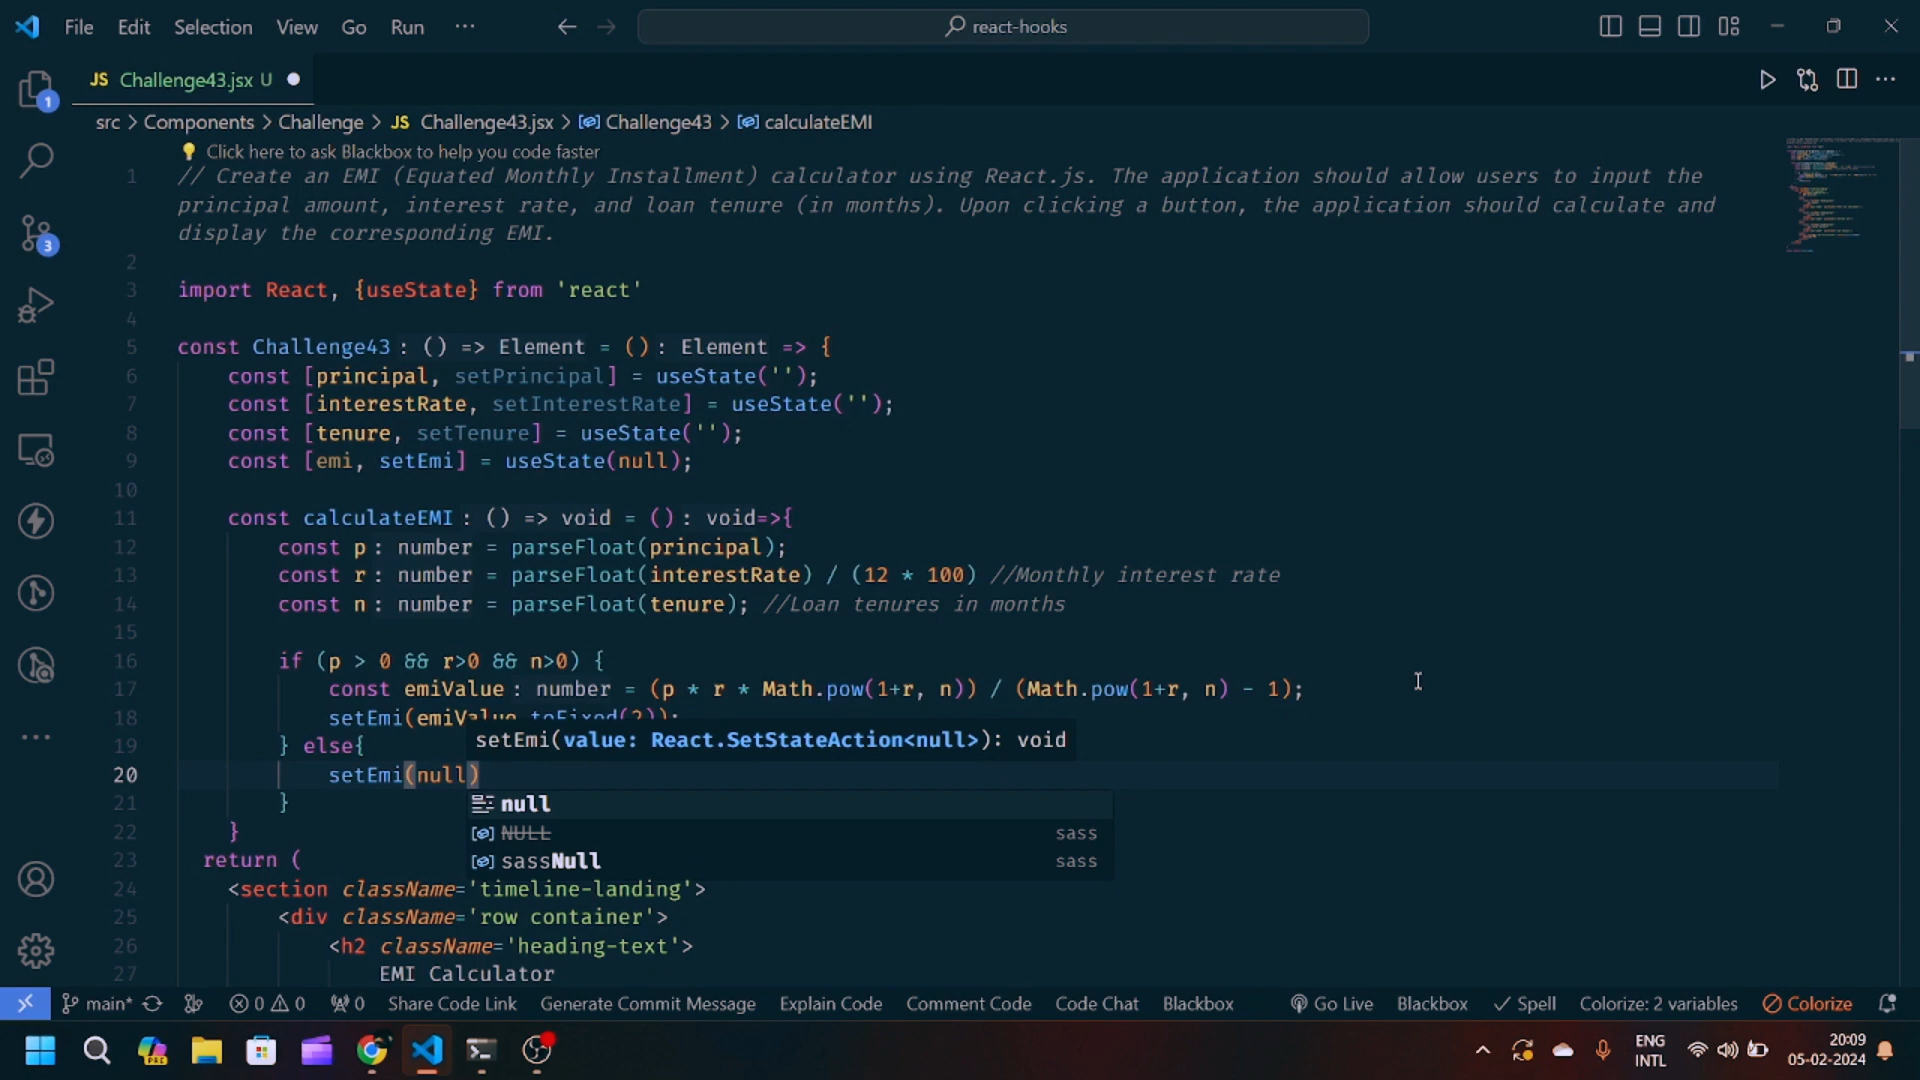 File Edit Selection View Go Run ··· react-hooks
JS Challenge43.jsx U
src > Components > Challenge > JS Challenge43.jsx > Challenge43 > calculateEMI
Click here to ask Blackbox to help you code faster
1 // Create an EMI (Equated Monthly Installment) calculator using React.js. The application should allow users to input the
principal amount, interest rate, and loan tenure (in months). Upon clicking a button, the application should calculate and
display the corresponding EMI.
2
3 import React, {useState} from 'react'
4
5 const Challenge43: () => Element = (): Element => {
6 const [principal, setPrincipal] = useState('');
7 const [interestRate, setInterestRate] = useState('');
8 const [tenure, setTenure] = useState('');
9 const [emi, setEmi] = useState(null);
10
11 const calculateEMI: () => void = (): void=>{
12 const p: number = parseFloat(principal);
13 const r: number = parseFloat(interestRate) / (12 * 100) //Monthly interest rate
14 const n: number = parseFloat(tenure); //Loan tenures in months
15
16 if (p > 0 && r>0 && n>0) {
17 const emiValue: number = (p * r * Math.pow(1+r, n)) / (Math.pow(1+r, n) - 1);
18 setEmi(emiValue.toFixed(2));
19 } else{
setEmi(value: React.SetStateAction<null>): void
20 setEmi(null)
21 }
null
22 }
NULL sass
23 return (
sassNull sass
24 <section className='timeline-landing'>
25 <div className='row container'>
26 <h2 className='heading-text'>
27 EMI Calculator
main* 0 0 0 Share Code Link Generate Commit Message Explain Code Comment Code Code Chat Blackbox Go Live Blackbox Spell Colorize: 2 variables Colorize
ENG
INTL
20:09
05-02-2024
1
3